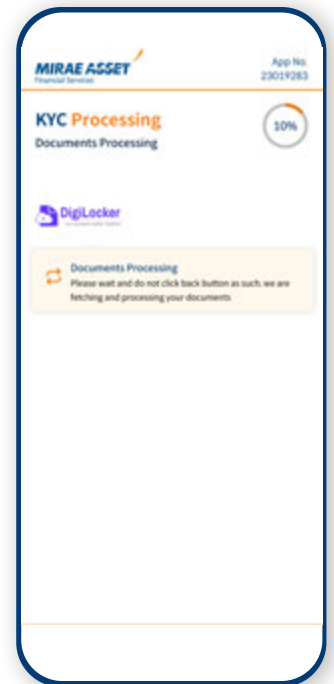 MIRAE ASSET
Financial Services
App No.
23019283
KYC Processing
10%
Documents Processing
DigiLocker
Documents Processing
Please wait and do not click back button as such. we are
fetching and processing your documents